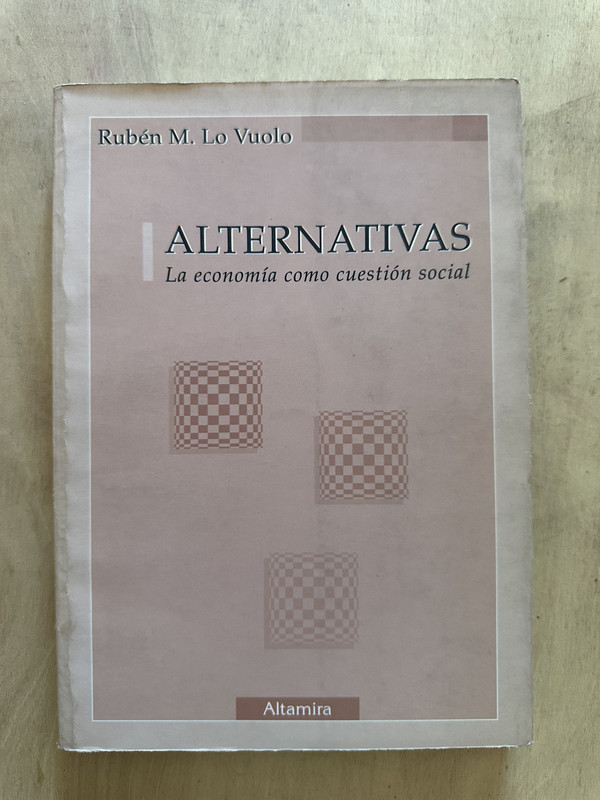 Rubén M. Lo Vuolo
ALTERNATIVAS
La economía como cuestión social
Altamira